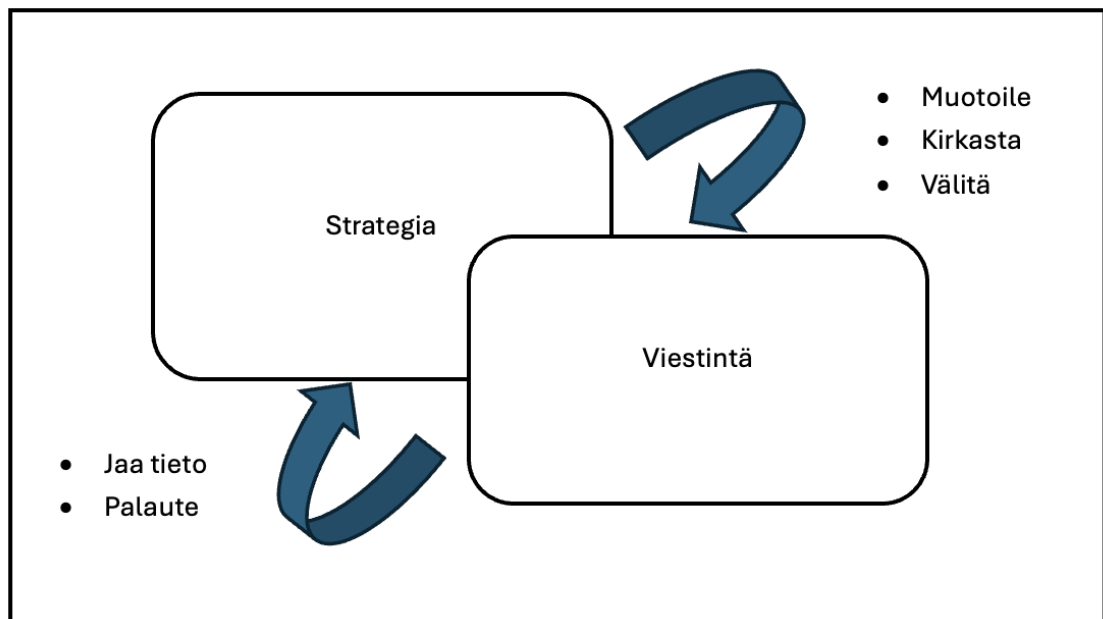 • Muotoile
• Kirkasta
• Välitä
Strategia
Viestintä
• Jaa tieto
• Palaute